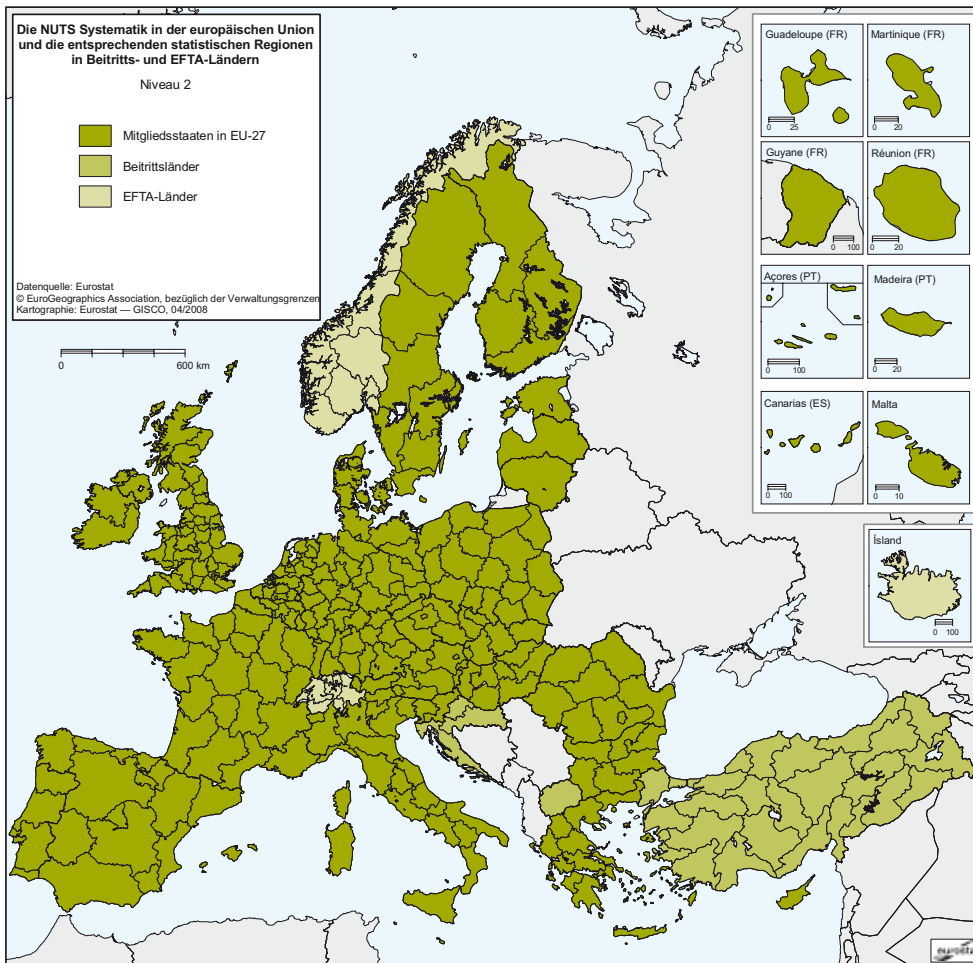 Die NUTS Systematik in der europäischen Union
und die entsprechenden statistischen Regionen
in Beitritts- und EFTA-Ländern
Niveau 2
Mitgliedsstaaten in EU-27
Beitrittsländer
EFTA-Länder
Datenquelle: Eurostat
© EuroGeographics Association, bezüglich der Verwaltungsgrenzen
Kartographie: Eurostat — GISCO, 04/2008
0 600 km
Guadeloupe (FR)
0 25
Martinique (FR)
0 20
Guyane (FR)
0 100
Réunion (FR)
0 20
Açores (PT)
0 100
Madeira (PT)
0 20
Canarias (ES)
0 100
Malta
0 10
Ísland
0 100
eurostat